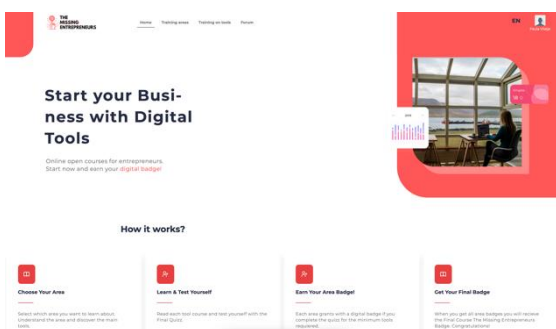 THE
MISSING
ENTREPRENEURS
Home Training areas Training on tools Forum
EN
Start your Busi-
ness with Digital
Tools
Online open courses for entrepreneurs.
Start now and earn your digital badge!
How it works?
Choose Your Area
Select which area you want to learn about.
Understand the area and discover the main
tools.
Learn & Test Yourself
Read each tool course and test yourself with the
Final Quizz.
Earn Your Area Badge!
Each area grants with a digital badge if you
complete the quizz for the minimum tools
requiered.
Get Your Final Badge
When you get all area badges you will recieve
the Final Course The Missing Entrepreneurs
Badge. Congratulations!